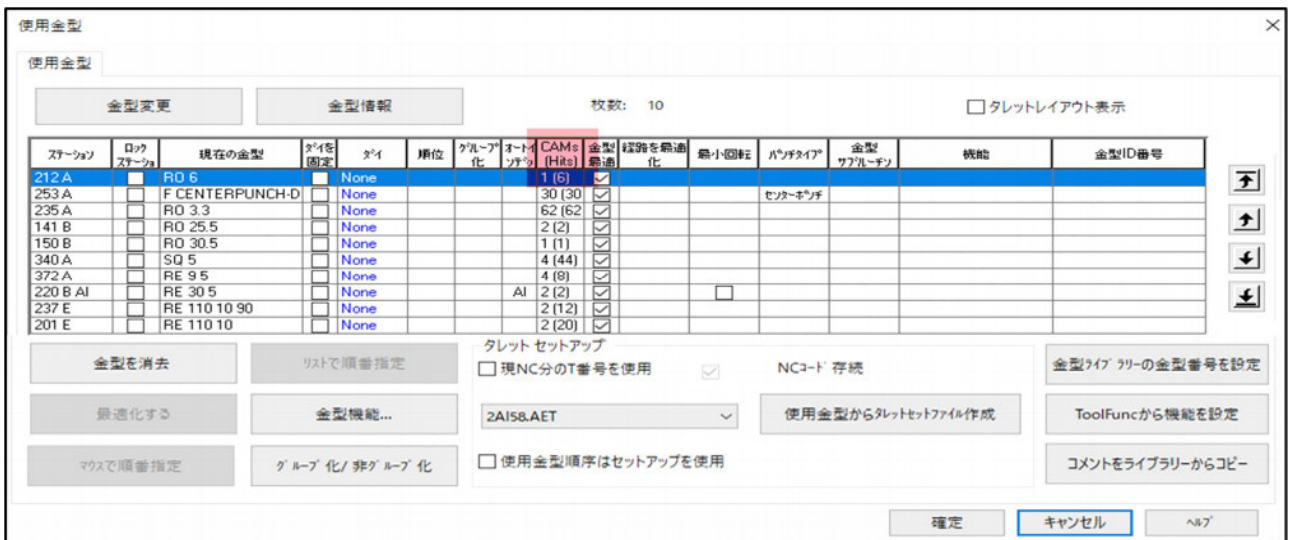 使用金型
使用金型
金型変更 金型情報 枚数: 10 タレットレイアウト表示
ステーション ロックステーショ 現在の金型 ダイを固定 ダイ 順位 グループ化 オートインデッ CAMs (Hits) 金型最適 経路を最適化 最小回転 パンチタイプ 金型サブルーチン 機能 金型ID番号
212 A RO 6 None 1 (6)
253 A F CENTERPUNCH-D None 30 (30 センターポンチ
235 A RO 3.3 None 62 (62
141 B RO 25.5 None 2 (2)
150 B RO 30.5 None 1 (1)
340 A SQ 5 None 4 (44)
372 A RE 9 5 None 4 (8)
220 B AI RE 30 5 None AI 2 (2)
237 E RE 110 10 90 None 2 (12)
201 E RE 110 10 None 2 (20)
タレット セットアップ
金型を消去 リストで順番指定 現NC分のT番号を使用 NCコード 存続 金型ライブラリーの金型番号を設定
最適化する 金型機能... 2AI58.AET 使用金型からタレットセットファイル作成 ToolFuncから機能を設定
マウスで順番指定 グループ化/非グループ化 使用金型順序はセットアップを使用 コメントをライブラリーからコピー
確定 キャンセル ヘルプ